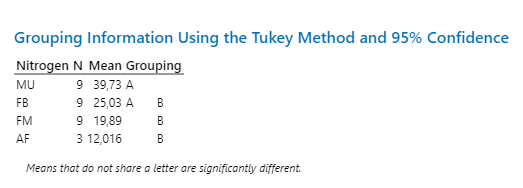 Grouping Information Using the Tukey Method and 95% Confidence
Nitrogen N Mean Grouping
MU 9 39,73 A
FB 9 25,03 A B
FM 9 19,89 B
AF 3 12,016 B
Means that do not share a letter are significantly different.